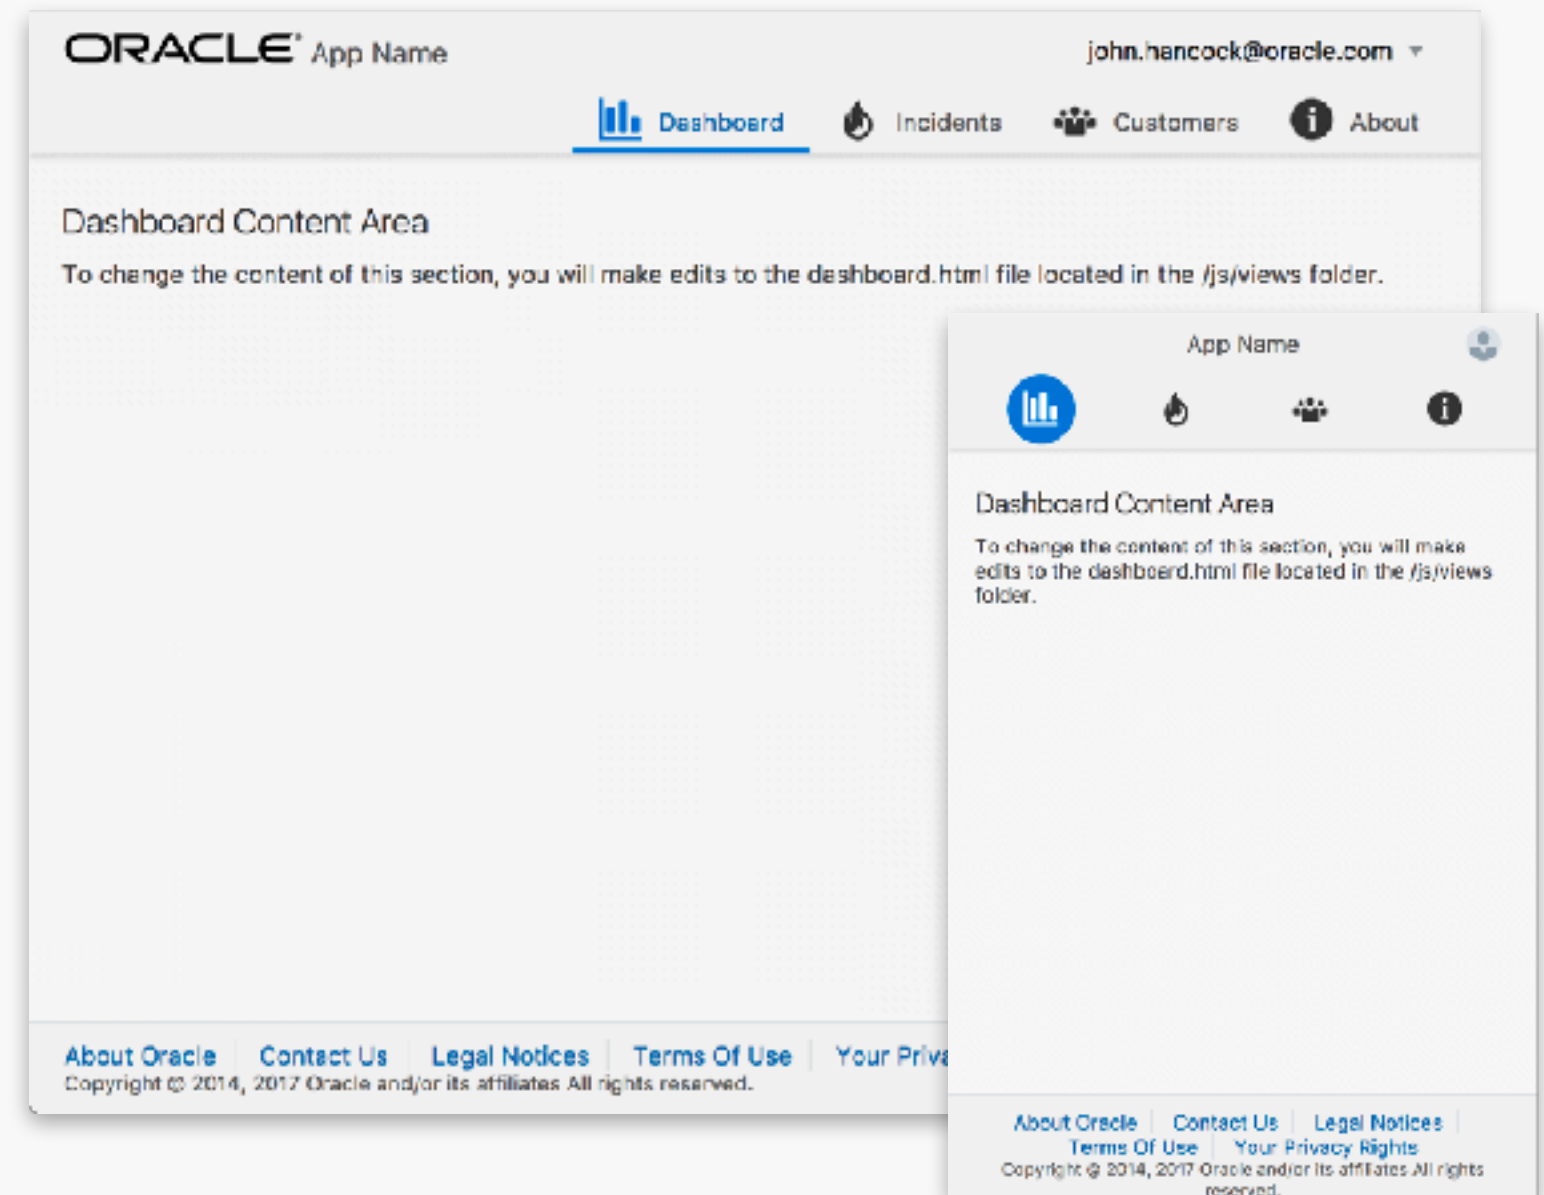 ORACLE® App Name
john.hancock@oracle.com
Dashboard Incidents Customers About
Dashboard Content Area
To change the content of this section, you will make edits to the dashboard.html file located in the /js/views folder.
About Oracle Contact Us Legal Notices Terms Of Use Your Priva
Copyright © 2014, 2017 Oracle and/or its affiliates All rights reserved.
App Name
Dashboard Content Area
To change the content of this section, you will make
edits to the dashboard.html file located in the /js/views
folder.
About Oracle Contact Us Legal Notices
Terms Of Use Your Privacy Rights
Copyright © 2014, 2017 Oracle and/or its affiliates All rights
reserved.